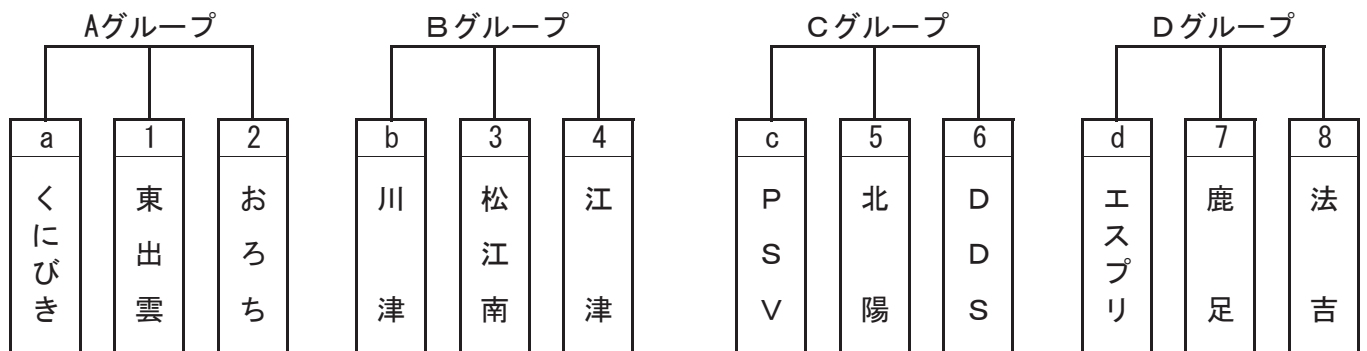 Aグループ
Bグループ
Cグループ
Dグループ
a
1
2
b
3
4
c
5
6
d
7
8
くにびき
東出雲
おろち
川津
松江南
江津
PSV
北陽
DDS
エスプリ
鹿足
法吉